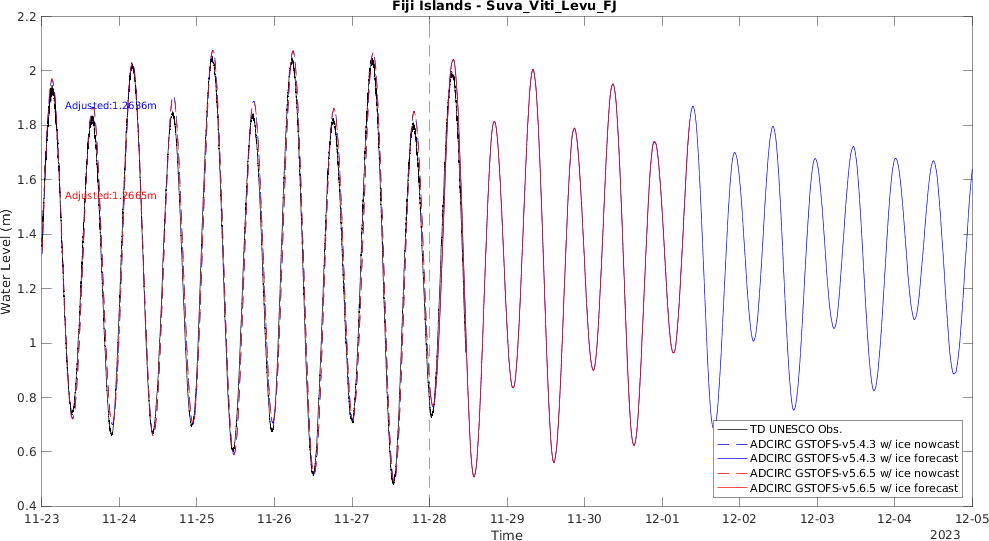 Fiji Islands - Suva_Viti_Levu_FJ
2.2
2
1.8
1.6
1.4
1.2
1
0.8
0.6
0.4
Water Level (m)
Adjusted:1.2636m
Adjusted:1.2665m
TD UNESCO Obs.
ADCIRC GSTOFS-v5.4.3 w/ ice nowcast
ADCIRC GSTOFS-v5.4.3 w/ ice forecast
ADCIRC GSTOFS-v5.6.5 w/ ice nowcast
ADCIRC GSTOFS-v5.6.5 w/ ice forecast
11-23 11-24 11-25 11-26 11-27 11-28 11-29 11-30 12-01 12-02 12-03 12-04 12-05
Time
2023